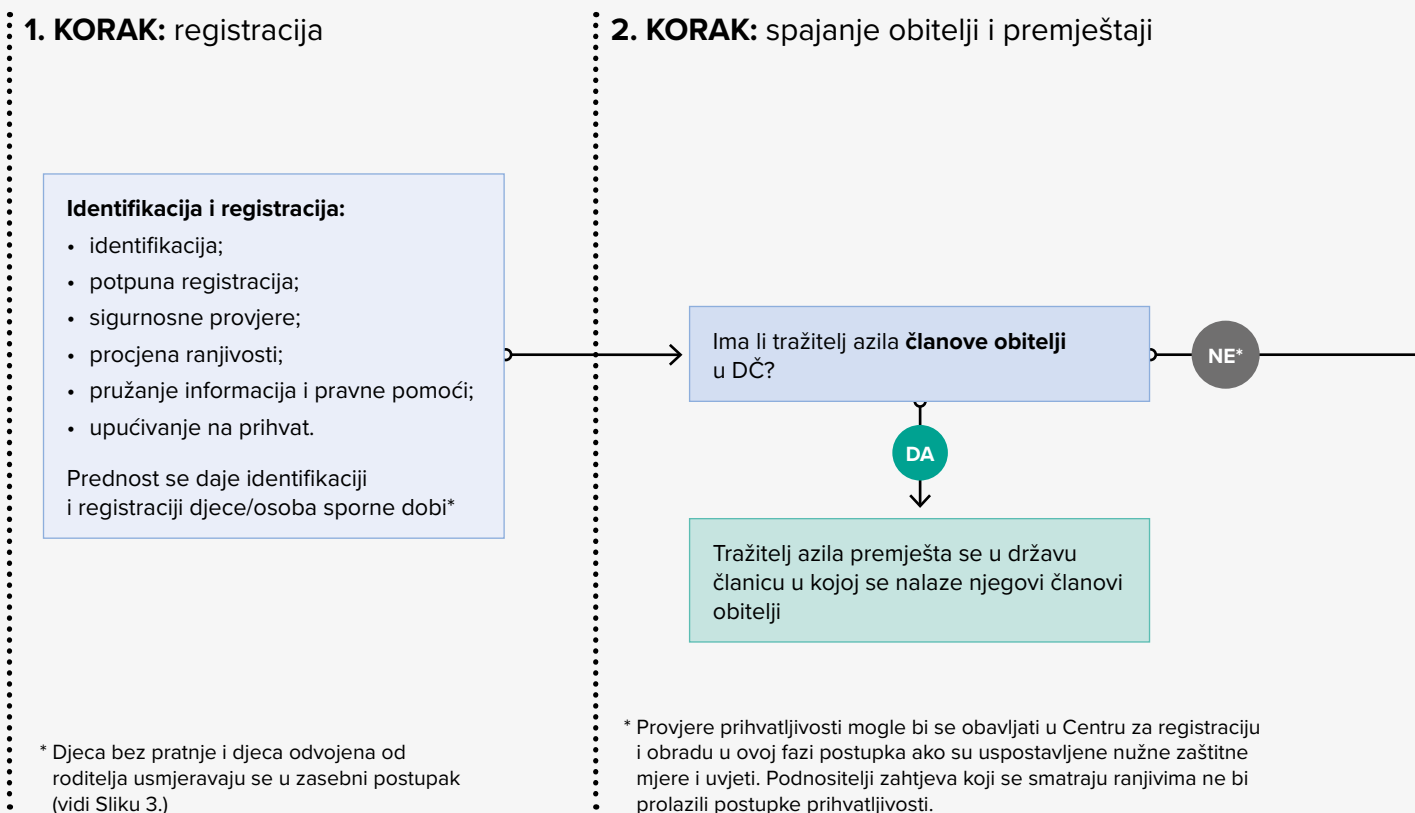 1. KORAK: registracija
Identifikacija i registracija:
• identifikacija;
• potpuna registracija;
• sigurnosne provjere;
• procjena ranjivosti;
• pružanje informacija i pravne pomoći;
• upućivanje na prihvat.
Prednost se daje identifikaciji
i registraciji djece/osoba sporne dobi*
* Djeca bez pratnje i djeca odvojena od
roditelja usmjeravaju se u zasebni postupak
(vidi Sliku 3.)
2. KORAK: spajanje obitelji i premještaji
Ima li tražitelj azila članove obitelji
u DČ?
NE*
DA
Tražitelj azila premješta se u državu
članicu u kojoj se nalaze njegovi članovi
obitelji
* Provjere prihvatljivosti mogle bi se obavljati u Centru za registraciju
i obradu u ovoj fazi postupka ako su uspostavljene nužne zaštitne
mjere i uvjeti. Podnositelji zahtjeva koji se smatraju ranjivima ne bi
prolazili postupke prihvatljivosti.